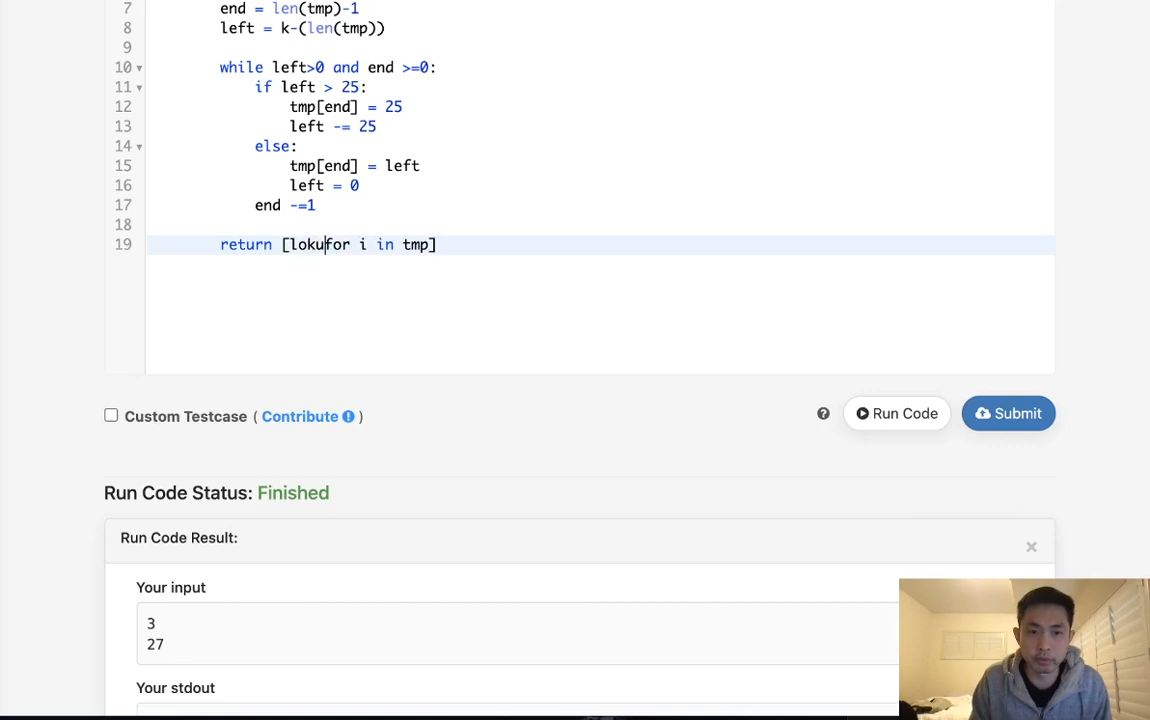 7 end = len(tmp)-1
8 left = k-(len(tmp))
9
10 while left>0 and end >=0:
11 if left > 25:
12 tmp[end] = 25
13 left -= 25
14 else:
15 tmp[end] = left
16 left = 0
17 end -=1
18
19 return [lokufor i in tmp]
Custom Testcase ( Contribute )
? Run Code Submit
Run Code Status: Finished
Run Code Result:
×
Your input
3
27
Your stdout